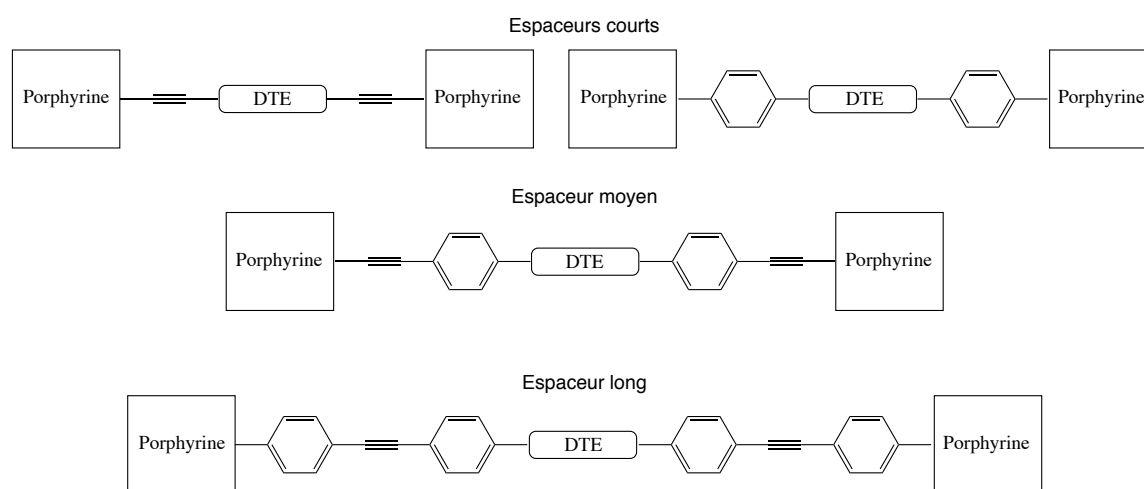 Espaceurs courts
Porphyrine DTE Porphyrine Porphyrine DTE Porphyrine
Espaceur moyen
Porphyrine DTE Porphyrine
Espaceur long
Porphyrine DTE Porphyrine